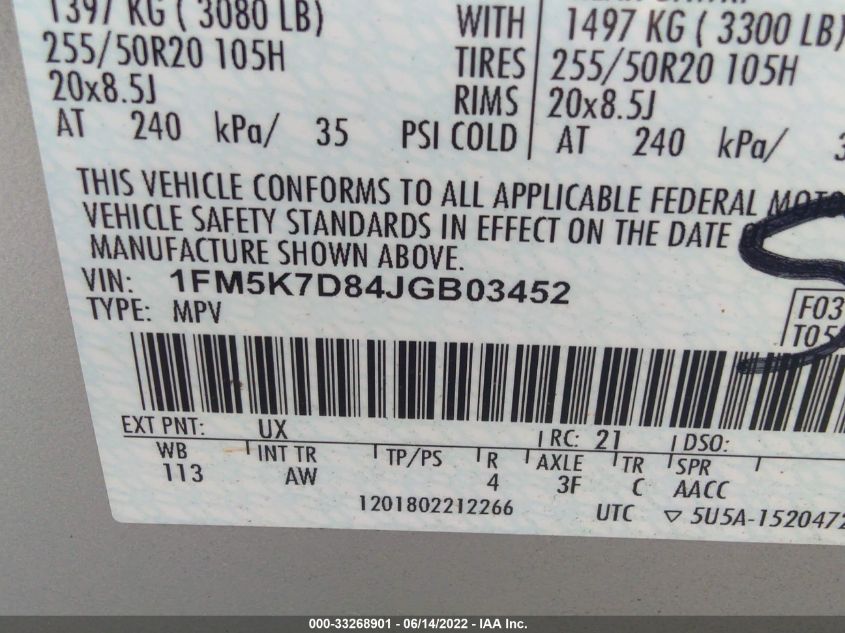 1397 KG ( 3080 LB)
255/50R20 105H
20x8.5J
AT 240 kPa/ 35 PSI COLD
WITH
TIRES
RIMS
1497 KG ( 3300 LB)
255/50R20 105H
20x8.5J
AT 240 kPa/
THIS VEHICLE CONFORMS TO ALL APPLICABLE FEDERAL
VEHICLE SAFETY STANDARDS IN EFFECT ON THE DATE
MANUFACTURE SHOWN ABOVE.
VIN: 1FM5K7D84JGB03452
TYPE: MPV
F03
T05
EXT PNT: UX RC: 21 DSO:
WB INT TR TP/PS R AXLE TR SPR
113 AW 4 3F C AACC
1201802212266 UTC ▽ 5U5A-1520472
000-33268901 - 06/14/2022 - IAA Inc.